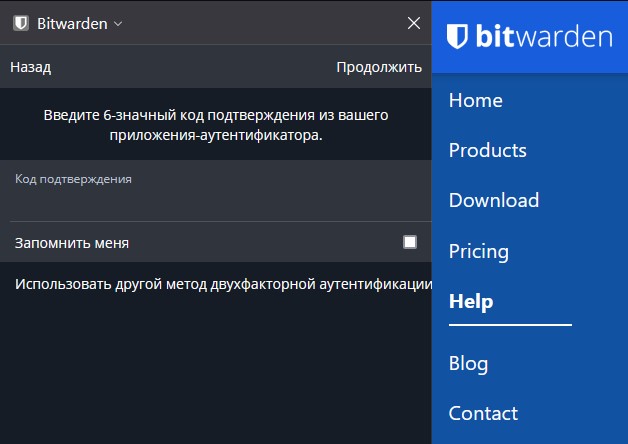 Bitwarden
Назад
Продолжить
Введите 6-значный код подтверждения из вашего
приложения-аутентификатора.
Код подтверждения
Запомнить меня
Использовать другой метод двухфакторной аутентификации
bitwarden
Home
Products
Download
Pricing
Help
Blog
Contact